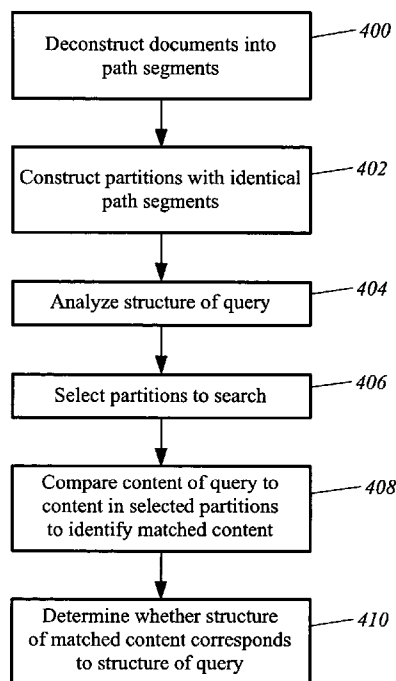 Deconstruct documents into
path segments
400
Construct partitions with identical
path segments
402
Analyze structure of query
404
Select partitions to search
406
Compare content of query to
content in selected partitions
to identify matched content
408
Determine whether structure
of matched content corresponds
to structure of query
410